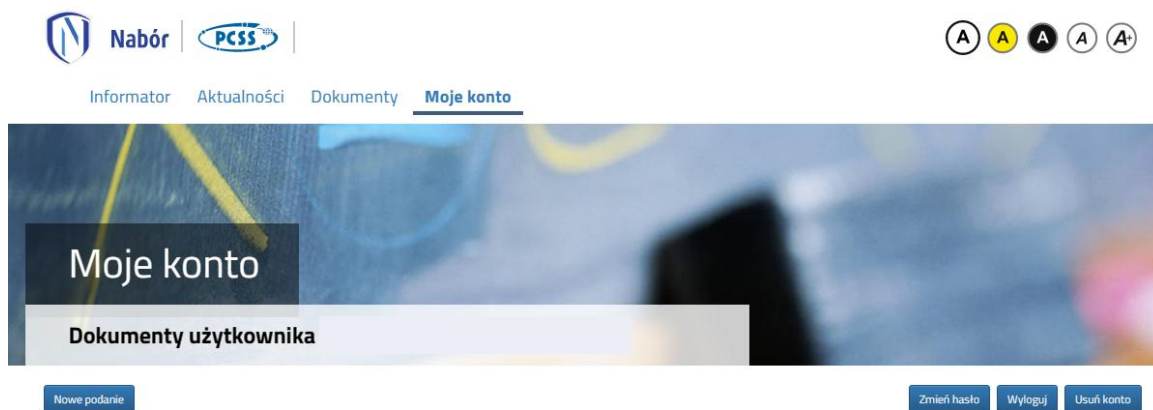 Nabór PCSS A A A A A+
Informator Aktualności Dokumenty Moje konto
Moje konto
Dokumenty użytkownika
Nowe podanie Zmień hasło Wyloguj Usuń konto